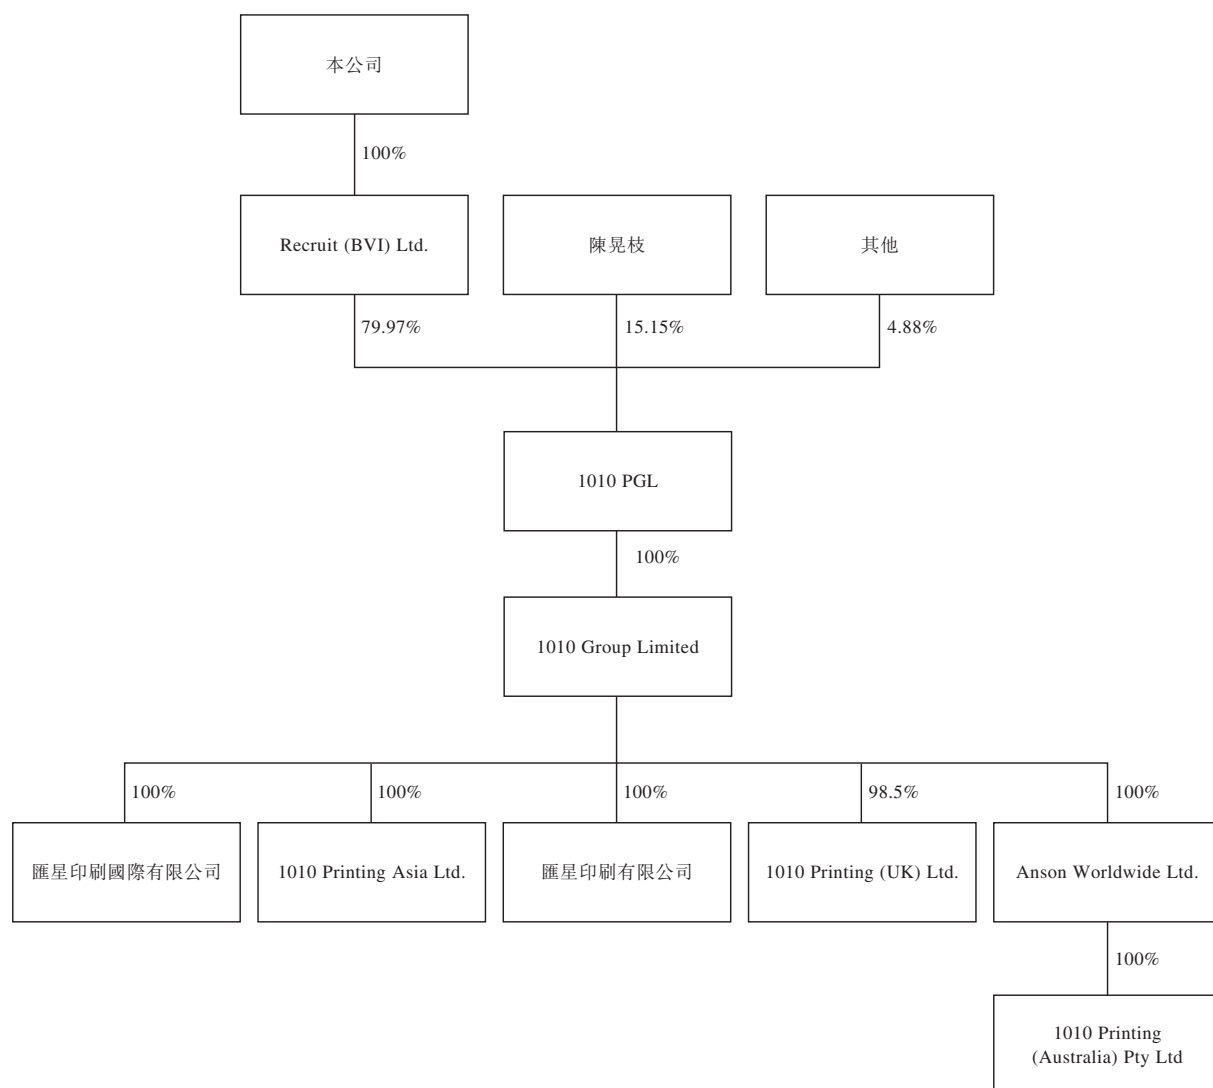 本公司
100%
Recruit (BVI) Ltd.
陳晃枝
其他
79.97%
15.15%
4.88%
1010 PGL
100%
1010 Group Limited
100%
100%
100%
98.5%
100%
匯星印刷國際有限公司
1010 Printing Asia Ltd.
匯星印刷有限公司
1010 Printing (UK) Ltd.
Anson Worldwide Ltd.
100%
1010 Printing
(Australia) Pty Ltd